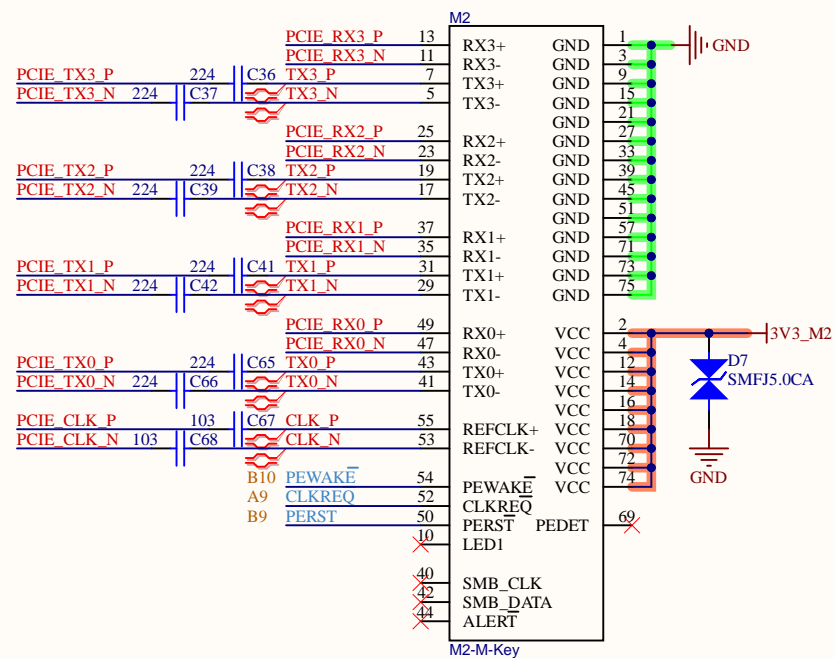 M2
PCIE_RX3_P 13 RX3+ GND 1 GND
PCIE_RX3_N 11 RX3- GND 3
PCIE_TX3_P 224 C36 TX3_P 7 TX3+ GND 9
PCIE_TX3_N 224 C37 TX3_N 5 TX3- GND 15
GND 21
PCIE_RX2_P 25 RX2+ GND 27
PCIE_RX2_N 23 RX2- GND 33
PCIE_TX2_P 224 C38 TX2_P 19 TX2+ GND 39
PCIE_TX2_N 224 C39 TX2_N 17 TX2- GND 45
GND 51
PCIE_RX1_P 37 RX1+ GND 57
PCIE_RX1_N 35 RX1- GND 71
PCIE_TX1_P 224 C41 TX1_P 31 TX1+ GND 73
PCIE_TX1_N 224 C42 TX1_N 29 TX1- GND 75
PCIE_RX0_P 49 RX0+ VCC 2 3V3_M2
PCIE_RX0_N 47 RX0- VCC 4
PCIE_TX0_P 224 C65 TX0_P 43 TX0+ VCC 12 D7
PCIE_TX0_N 224 C66 TX0_N 41 TX0- VCC 14 SMFJ5.0CA
VCC 16
PCIE_CLK_P 103 C67 CLK_P 55 REFCLK+ VCC 18
PCIE_CLK_N 103 C68 CLK_N 53 REFCLK- VCC 70
VCC 72
B10 PEWAKE 54 PEWAKE VCC 74 GND
A9 CLKREQ 52 CLKREQ
B9 PERST 50 PERST PEDET 69
10 LED1
40 SMB_CLK
42 SMB_DATA
44 ALERT
M2-M-Key